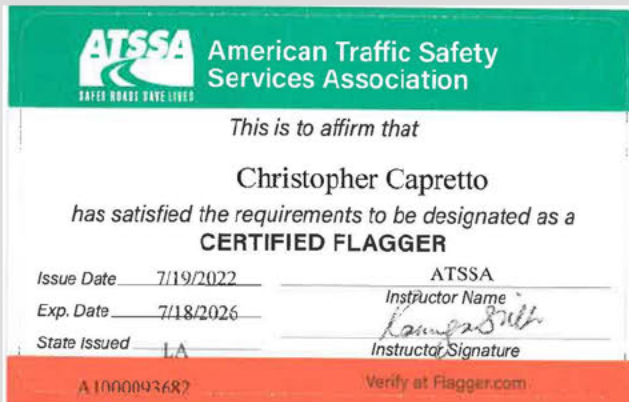 ATSSA
SAFER ROADS SAVE LIVES
American Traffic Safety
Services Association
This is to affirm that
Christopher Capretto
has satisfied the requirements to be designated as a
CERTIFIED FLAGGER
Issue Date 7/19/2022
ATSSA
Instructor Name
Exp. Date 7/18/2026
State Issued LA
Instructor Signature
A1000093682
Verify at Flagger.com